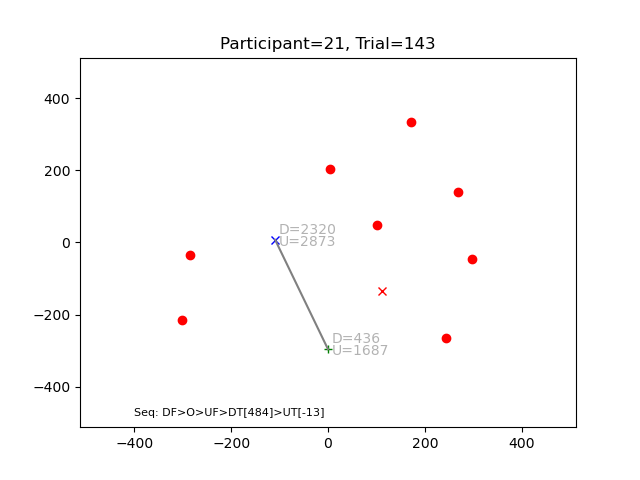 Participant=21, Trial=143
400
200
0
−200
−400
D=2320
U=2873
D=436
U=1687
Seq: DF>O>UF>DT[484]>UT[-13]
−400 −200 0 200 400